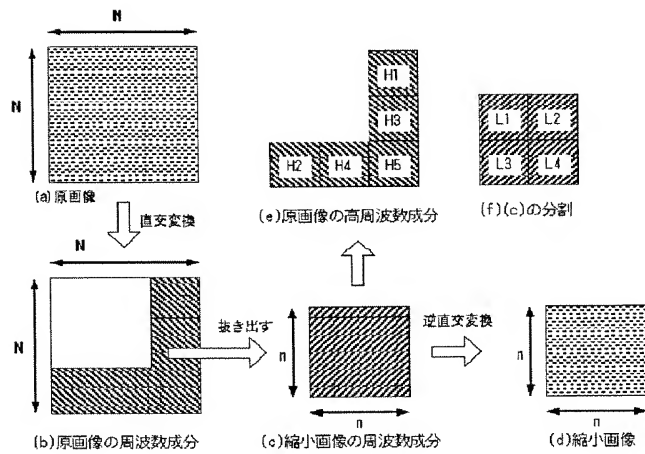 N
N
(a)原画像
直交変換
H1
H3
H2 H4 H5
(e)原画像の高周波数成分
L1 L2
L3 L4
(f)(c)の分割
N
N
(b)原画像の周波数成分
抜き出す
n
n
(c)縮小画像の周波数成分
逆直交変換
n
n
(d)縮小画像